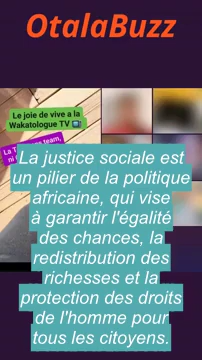 OtalaBuzz
Le joie de vive a la
Wakatologue TV
team,
La justice sociale est
un pilier de la politique
africaine, qui vise
à garantir l'égalité
des chances, la
redistribution des
richesses et la
protection des droits
de l'homme pour
tous les citoyens.